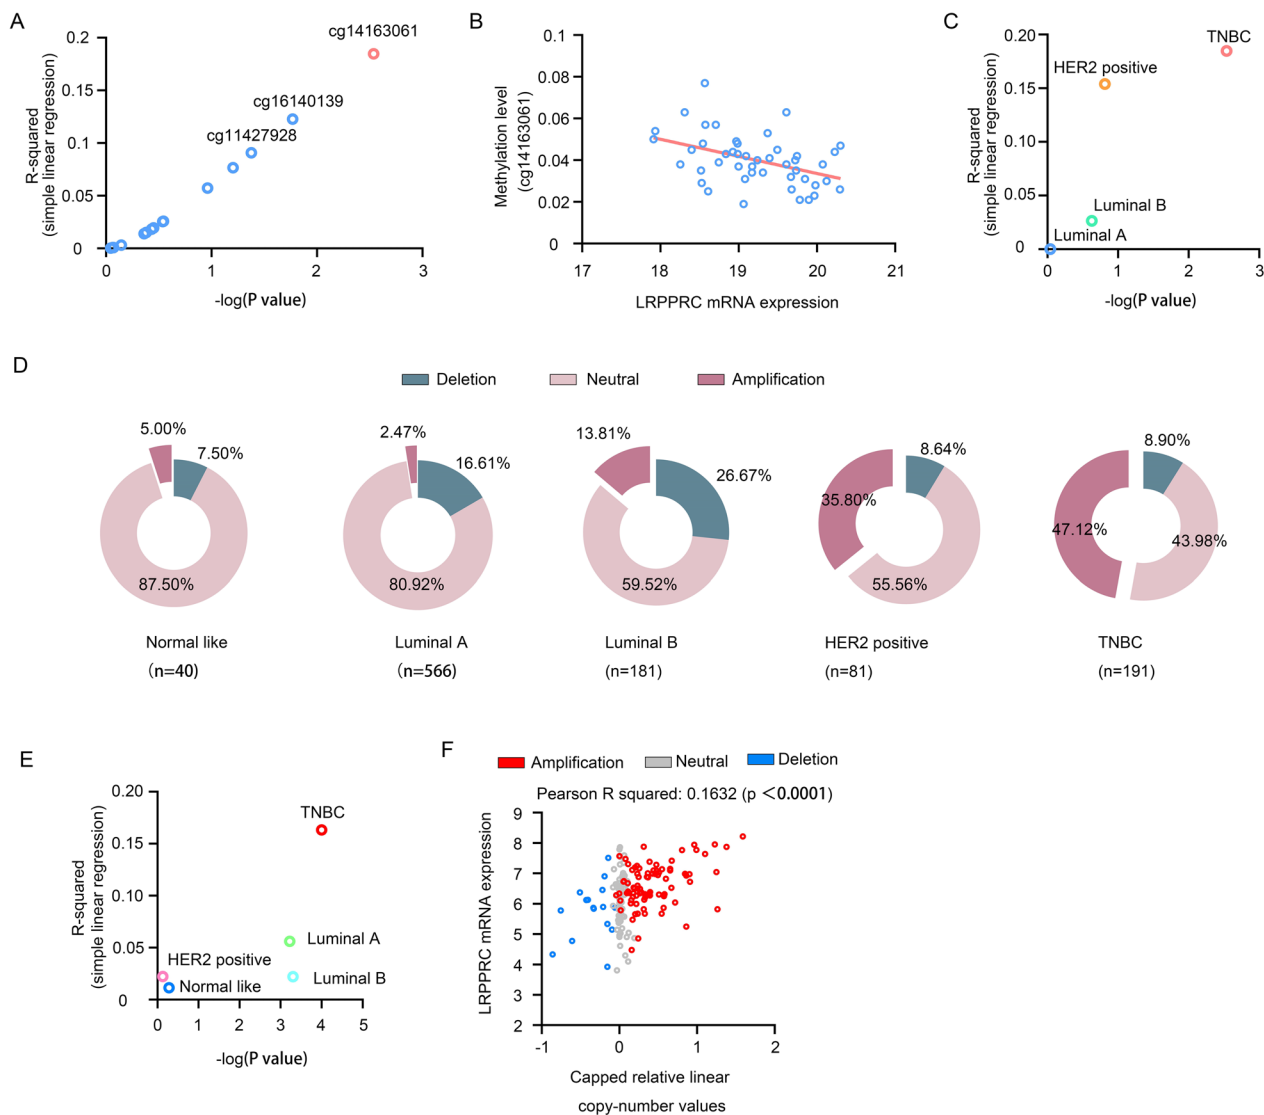 A
R-squared
(simple linear regression)
0.2
0.15
0.1
0.05
0
0
1
2
3
cg14163061
cg16140139
cg11427928
-log(P value)
B
Methylation level
(cg14163061)
0.1
0.08
0.06
0.04
0.02
0
17
18
19
20
21
LRPPRC mRNA expression
C
R-squared
(simple linear regression)
0.20
0.15
0.10
0.05
0
0
1
2
3
TNBC
HER2 positive
Luminal B
Luminal A
-log(P value)
D
Deletion
Neutral
Amplification
5.00%
7.50%
87.50%
Normal like
(n=40)
2.47%
16.61%
80.92%
Luminal A
(n=566)
13.81%
26.67%
59.52%
Luminal B
(n=181)
8.64%
35.80%
55.56%
HER2 positive
(n=81)
8.90%
47.12%
43.98%
TNBC
(n=191)
E
R-squared
(simple linear regression)
0.20
0.15
0.10
0.05
0
0
1
2
3
4
5
TNBC
Luminal A
HER2 positive
Luminal B
Normal like
-log(P value)
F
Amplification
Neutral
Deletion
Pearson R squared: 0.1632 (p <0.0001)
LRPPRC mRNA expression
9
8
7
6
5
4
3
2
-1
0
1
2
Capped relative linear
copy-number values